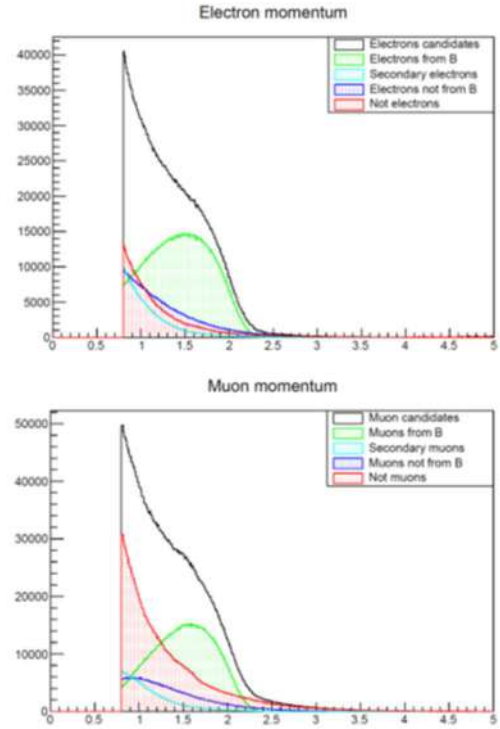 Electron momentum
40000
35000
30000
25000
20000
15000
10000
5000
0
Electrons candidates
Electrons from B
Secondary electrons
Electrons not from B
Not electrons
0 0.5 1 1.5 2 2.5 3 3.5 4 4.5 5
Muon momentum
50000
40000
30000
20000
10000
0
Muon candidates
Muons from B
Secondary muons
Muons not from B
Not muons
0 0.5 1 1.5 2 2.5 3 3.5 4 4.5 5